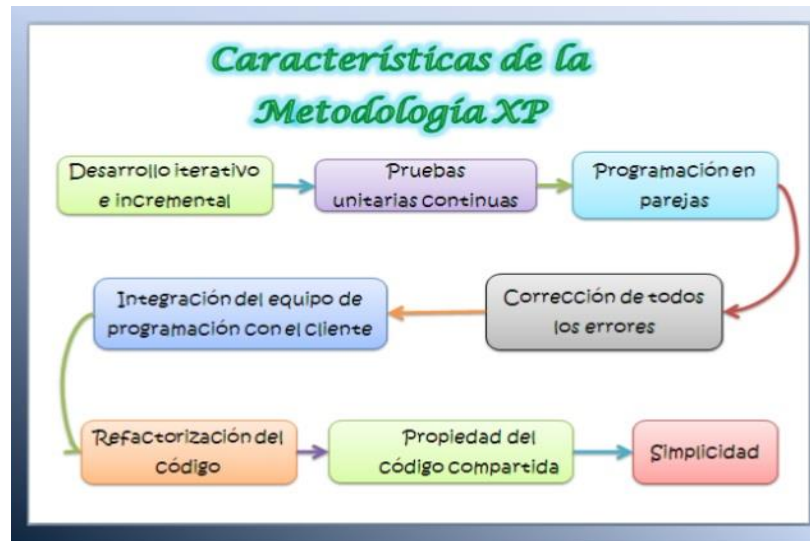 Características de la
Metodología XP
Desarrollo iterativo
e incremental
Pruebas
unitarias continuas
Programación en
parejas
Corrección de todos
los errores
Integración del equipo de
programación con el cliente
Refactorización del
código
Propiedad del
código compartida
Simplicidad